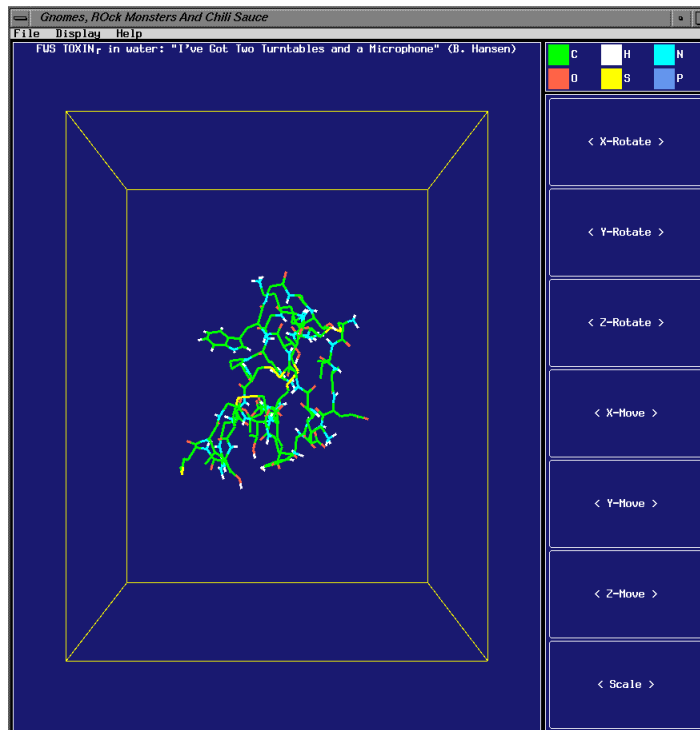 Gnomes, ROck Monsters And Chili Sauce
File Display Help
FWS TOXINr in water: "I've Got Two Turntables and a Microphone" (B. Hansen)
C H N
O S P
< X-Rotate >
< Y-Rotate >
< Z-Rotate >
< X-Move >
< Y-Move >
< Z-Move >
< Scale >